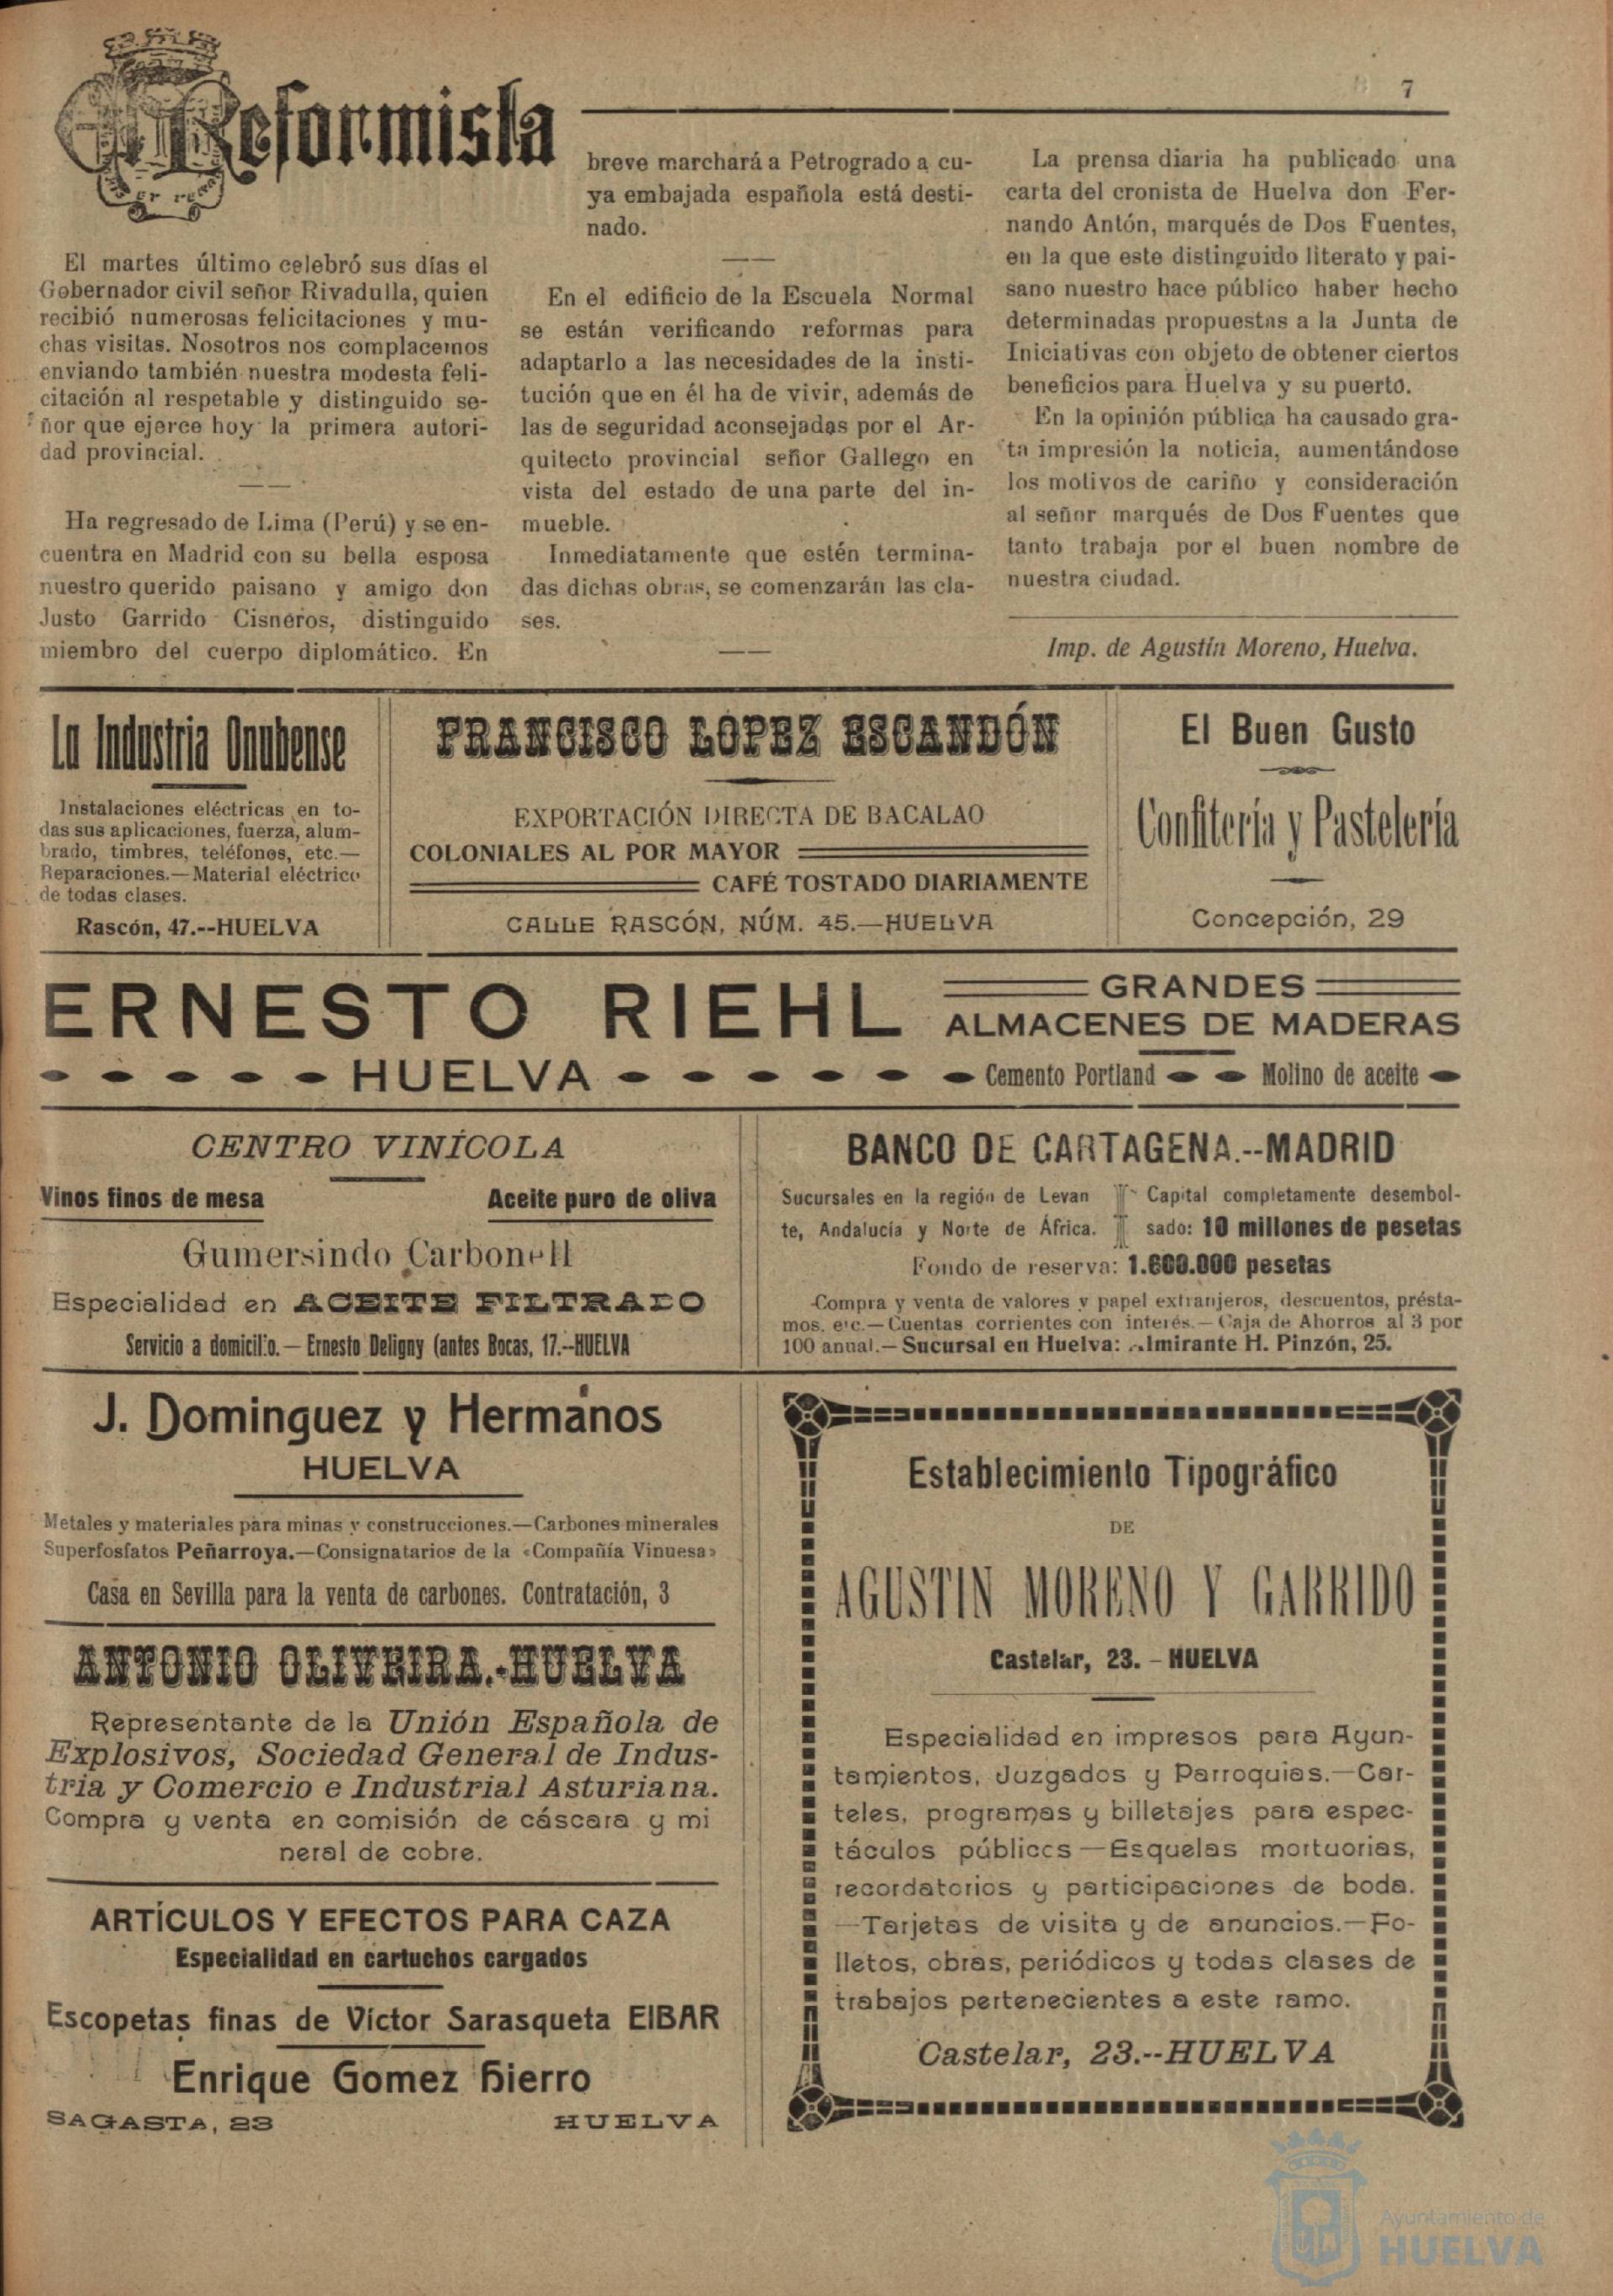 7
El Reformista
El martes último celebró sus días el
Gobernador civil señor Rivadulla, quien
recibió numerosas felicitaciones y mu-
chas visitas. Nosotros nos complacemos
enviando también nuestra modesta feli-
citación al respetable y distinguido se-
ñor que ejerce hoy la primera autori-
dad provincial.
Ha regresado de Lima (Perú) y se en-
cuentra en Madrid con su bella esposa
nuestro querido paisano y amigo don
Justo Garrido Cisneros, distinguido
miembro del cuerpo diplomático. En
breve marchará a Petrogrado a cu-
ya embajada española está desti-
nado.
En el edificio de la Escuela Normal
se están verificando reformas para
adaptarlo a las necesidades de la insti-
tución que en él ha de vivir, además de
las de seguridad aconsejadas por el Ar-
quitecto provincial señor Gallego en
vista del estado de una parte del in-
mueble.
Inmediatamente que estén termina-
das dichas obras, se comenzarán las cla-
ses.
La prensa diaria ha publicado una
carta del cronista de Huelva don Fer-
nando Antón, marqués de Dos Fuentes,
en la que este distinguido literato y pai-
sano nuestro hace público haber hecho
determinadas propuestas a la Junta de
Iniciativas con objeto de obtener ciertos
beneficios para Huelva y su puerto.
En la opinión pública ha causado gra-
ta impresión la noticia, aumentándose
los motivos de cariño y consideración
al señor marqués de Dos Fuentes que
tanto trabaja por el buen nombre de
nuestra ciudad.
Imp. de Agustín Moreno, Huelva.
La Industria Onubense
Instalaciones eléctricas en to-
das sus aplicaciones, fuerza, alum-
brado, timbres, teléfonos, etc.—
Reparaciones.—Material eléctrico
de todas clases.
Rascón, 47.--HUELVA
FRANCISCO LOPEZ ESCANDÓN
EXPORTACIÓN DIRECTA DE BACALAO
COLONIALES AL POR MAYOR
CAFÉ TOSTADO DIARIAMENTE
CALLE RASCÓN, NÚM. 45.—HUELVA
El Buen Gusto
Confitería y Pastelería
Concepción, 29
ERNESTO RIEHL
HUELVA
GRANDES
ALMACENES DE MADERAS
Cemento Portland
Molino de aceite
CENTRO VINÍCOLA
Vinos finos de mesa Aceite puro de oliva
Gumersindo Carbonell
Especialidad en ACEITE FILTRADO
Servicio a domicilio.— Ernesto Deligny (antes Bocas, 17.--HUELVA
BANCO DE CARTAGENA.--MADRID
Sucursales en la región de Levan
te, Andalucía y Norte de África.
Capital completamente desembol-
sado: 10 millones de pesetas
Fondo de reserva: 1.600.000 pesetas
Compra y venta de valores y papel extranjeros, descuentos, présta-
mos, etc.—Cuentas corrientes con interés.—Caja de Ahorros al 3 por
100 anual.— Sucursal en Huelva: Almirante H. Pinzón, 25.
J. Dominguez y Hermanos
HUELVA
Metales y materiales para minas y construcciones.—Carbones minerales
Superfosfatos Peñarroya.—Consignatarios de la «Compañía Vinuesa»
Casa en Sevilla para la venta de carbones. Contratación, 3
ANTONIO OLIVEIRA.-HUELVA
Representante de la Unión Española de
Explosivos, Sociedad General de Indus-
tria y Comercio e Industrial Asturiana.
Compra y venta en comisión de cáscara y mi
neral de cobre.
ARTÍCULOS Y EFECTOS PARA CAZA
Especialidad en cartuchos cargados
Escopetas finas de Víctor Sarasqueta EIBAR
Enrique Gomez Hierro
SAGASTA, 23 HUELVA
Establecimiento Tipográfico
DE
AGUSTIN MORENO Y GARRIDO
Castelar, 23. - HUELVA
Especialidad en impresos para Ayun-
tamientos, Juzgados y Parroquias.—Car-
teles, programas y billetajes para espec-
táculos públicos —Esquelas mortuorias,
recordatorios y participaciones de boda.
—Tarjetas de visita y de anuncios.—Fo-
lletos, obras, periódicos y todas clases de
trabajos pertenecientes a este ramo.
Castelar, 23.--HUELVA
Ayuntamiento de
HUELVA